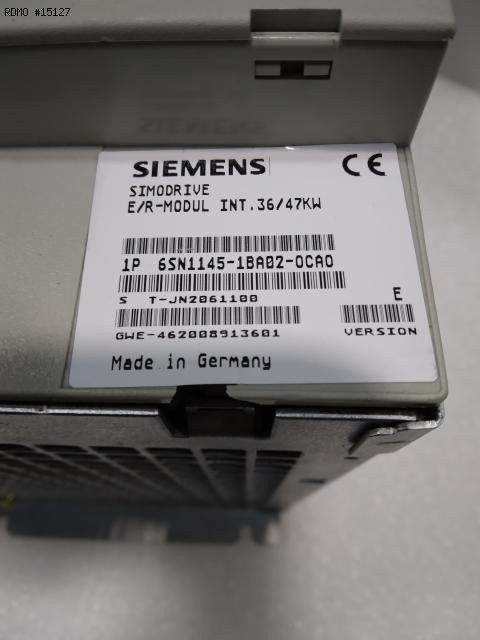 RDMO #15127
SIEMENS
SIEMENS
CE
SIMODRIVE
E/R-MODUL INT.36/47KW
1P 6SN1145-1BA02-0CA0
S T-JN2061100
E
GWE-462008913601
VERSION
Made in Germany